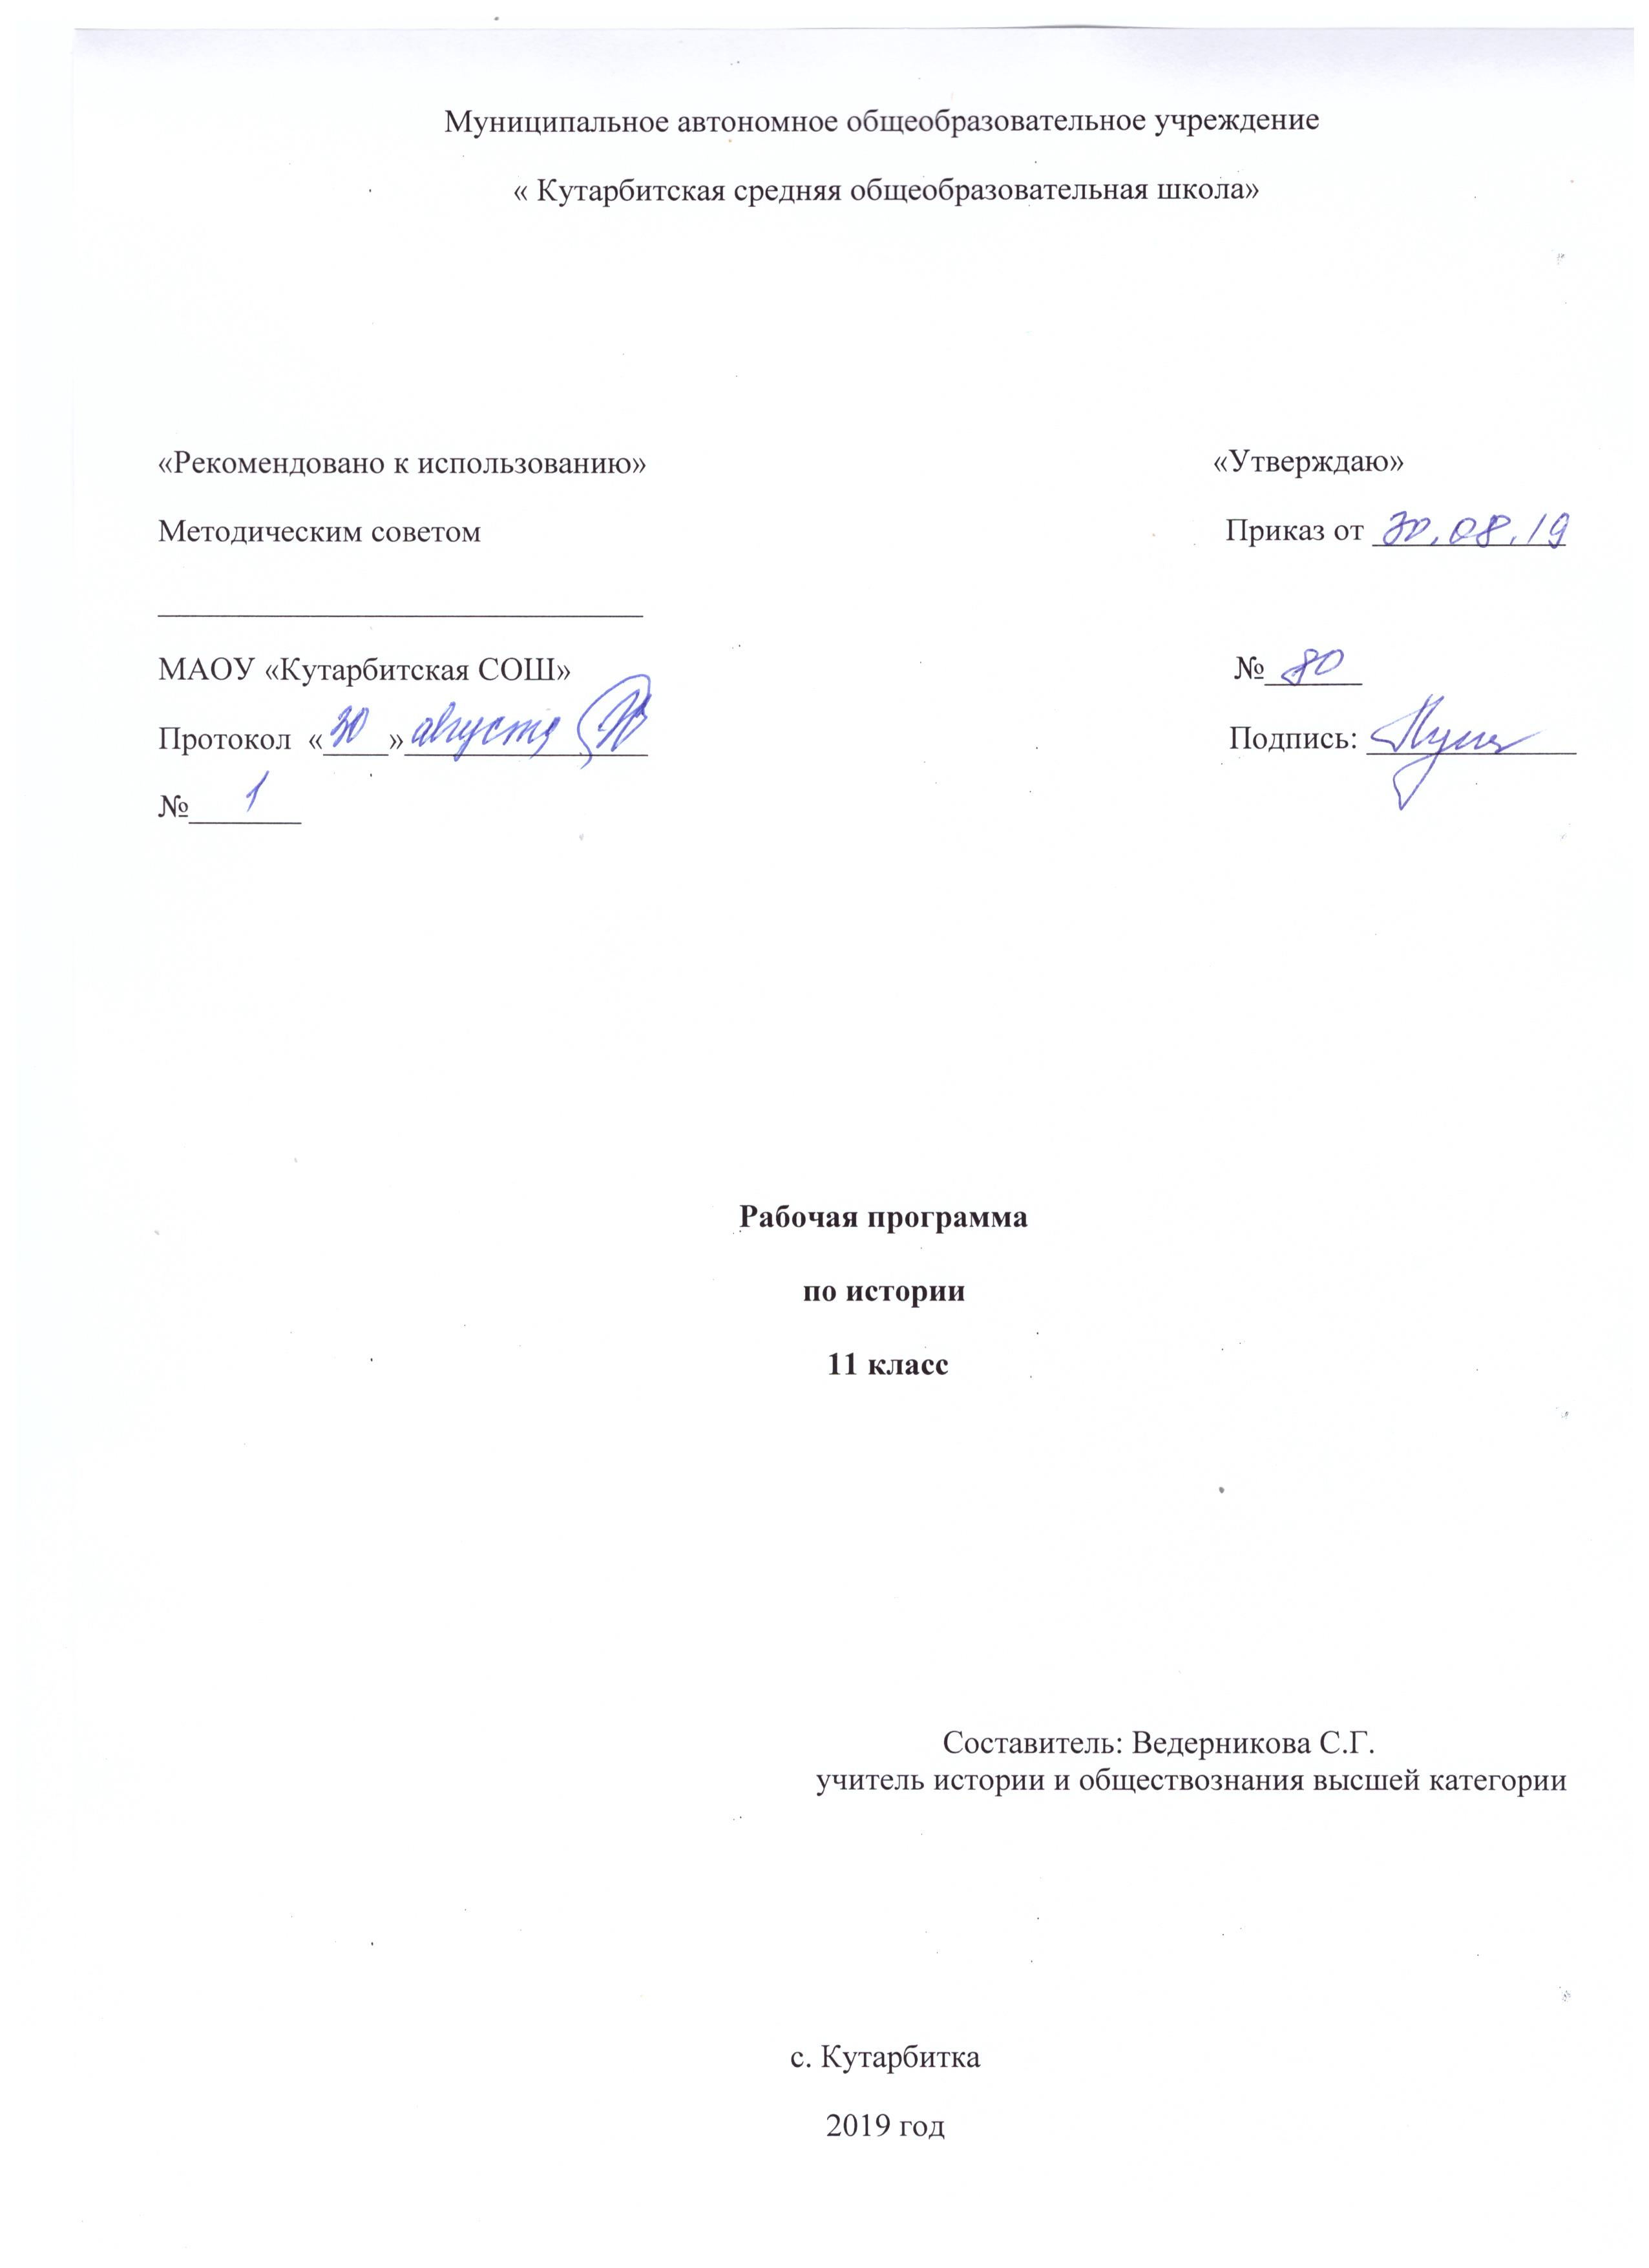 Муниципальное автономное общеобразовательное учреждение
« Кутарбитская средняя общеобразовательная школа»
«Рекомендовано к использованию»
«Утверждаю»
Методическим советом
Приказ от 30.08.19
МАОУ «Кутарбитская СОШ»
№ 80
Протокол «30» августа
Подпись:
№ 1
Рабочая программа
по истории
11 класс
Составитель: Ведерникова С.Г.
учитель истории и обществознания высшей категории
с. Кутарбитка
2019 год